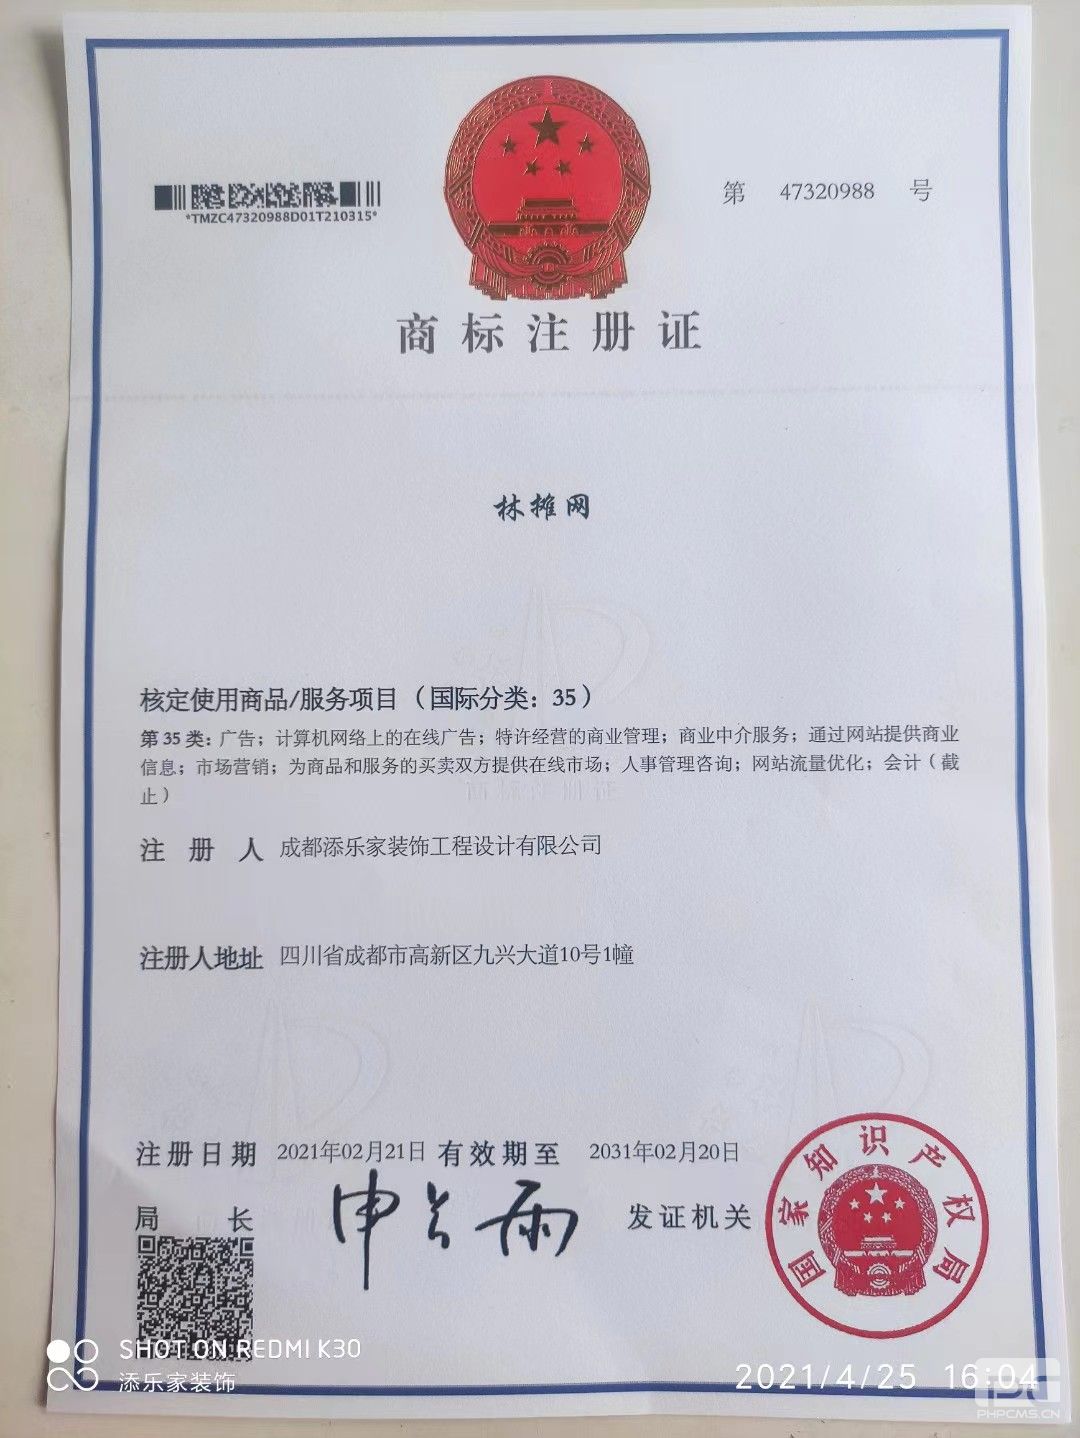 第 47320988 号
*TMZC47320988D01T210315*
商标注册证
林摊网
核定使用商品/服务项目（国际分类：35）
第35类：广告；计算机网络上的在线广告；特许经营的商业管理；商业中介服务；通过网站提供商业
信息；市场营销；为商品和服务的买卖双方提供在线市场；人事管理咨询；网站流量优化；会计（截
止）
注册人 成都添乐家装饰工程设计有限公司
注册人地址 四川省成都市高新区九兴大道10号1幢
注册日期 2021年02月21日 有效期至 2031年02月20日
局长 申长雨 发证机关
国家知识产权局
SHOT ON REDMI K30
添乐家装饰
2021/4/25 16:04
PHPCMS.CN